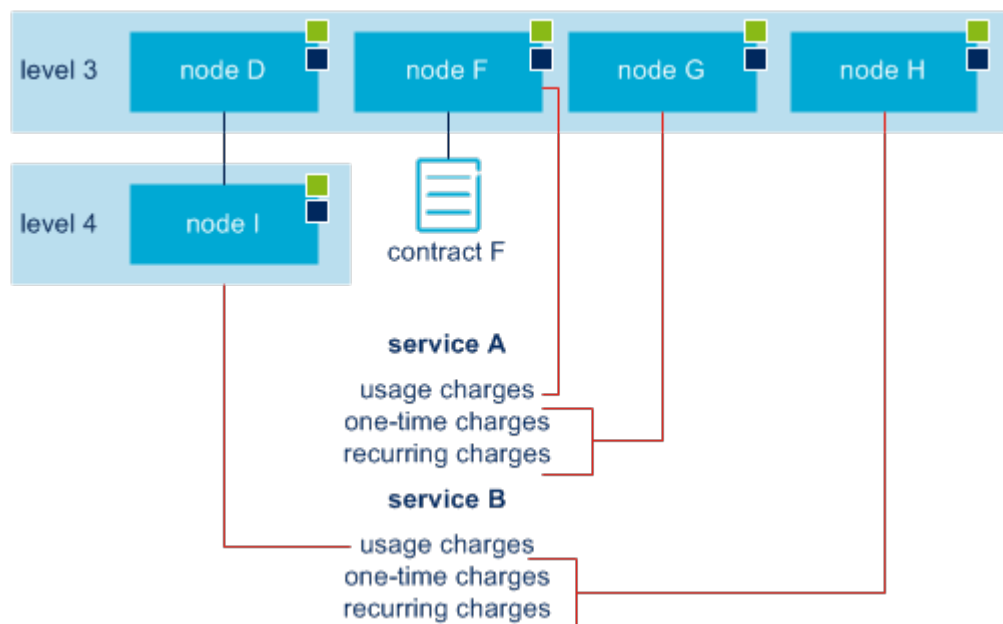 level 3
node D
node F
node G
node H
level 4
node I
contract F
service A
usage charges
one-time charges
recurring charges
service B
usage charges
one-time charges
recurring charges